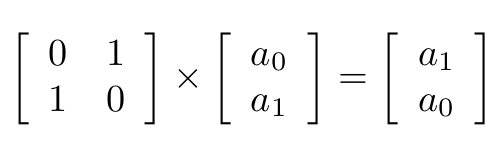 [ 0 1 ] × [ a₀ ] = [ a₁ ]
[ 1 0 ] [ a₁ ] [ a₀ ]